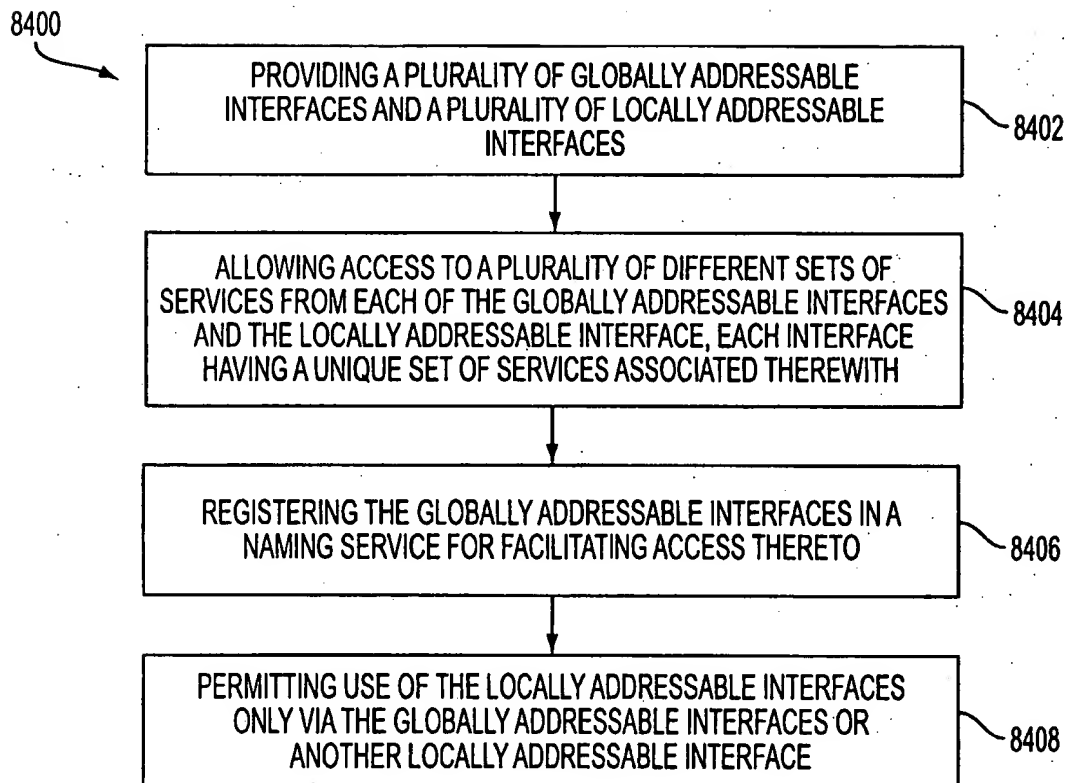 8400
PROVIDING A PLURALITY OF GLOBALLY ADDRESSABLE
INTERFACES AND A PLURALITY OF LOCALLY ADDRESSABLE
INTERFACES
8402
ALLOWING ACCESS TO A PLURALITY OF DIFFERENT SETS OF
SERVICES FROM EACH OF THE GLOBALLY ADDRESSABLE INTERFACES
AND THE LOCALLY ADDRESSABLE INTERFACE, EACH INTERFACE
HAVING A UNIQUE SET OF SERVICES ASSOCIATED THEREWITH
8404
REGISTERING THE GLOBALLY ADDRESSABLE INTERFACES IN A
NAMING SERVICE FOR FACILITATING ACCESS THERETO
8406
PERMITTING USE OF THE LOCALLY ADDRESSABLE INTERFACES
ONLY VIA THE GLOBALLY ADDRESSABLE INTERFACES OR
ANOTHER LOCALLY ADDRESSABLE INTERFACE
8408